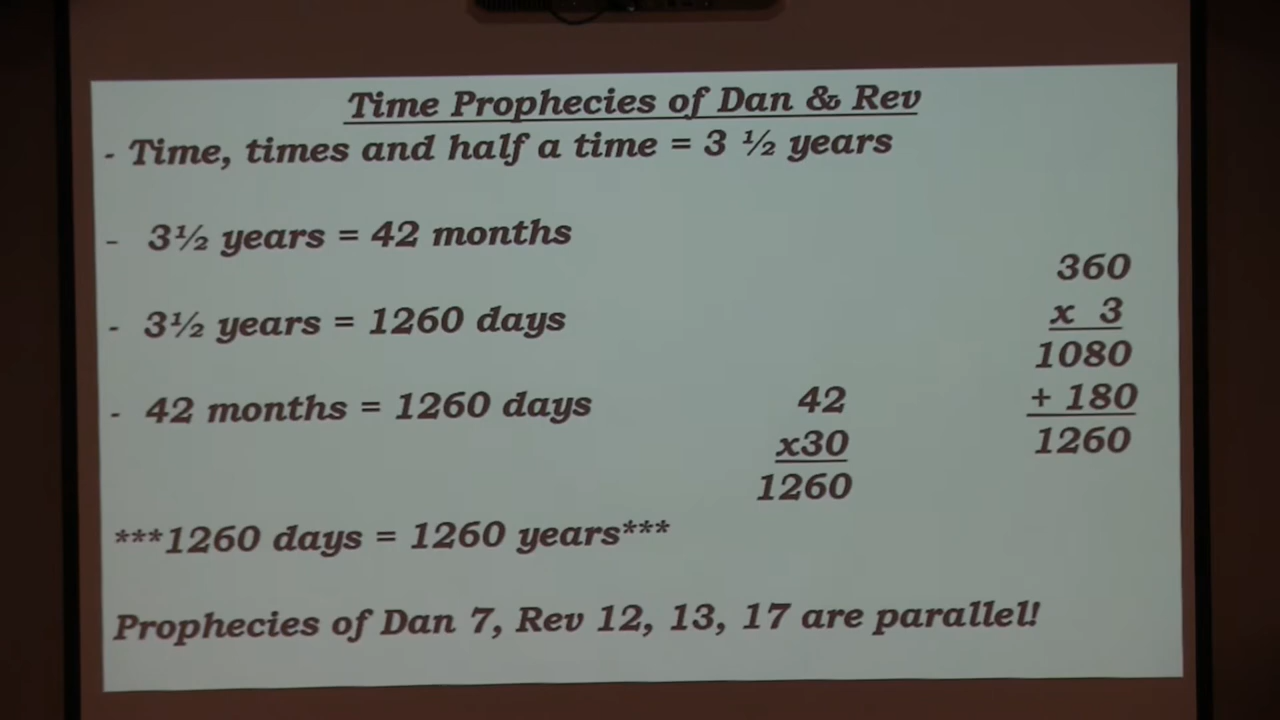 Time Prophecies of Dan & Rev
- Time, times and half a time = 3 ½ years
- 3½ years = 42 months
- 3½ years = 1260 days
- 42 months = 1260 days
42
x30
1260
360
x 3
1080
+ 180
1260
***1260 days = 1260 years***
Prophecies of Dan 7, Rev 12, 13, 17 are parallel!